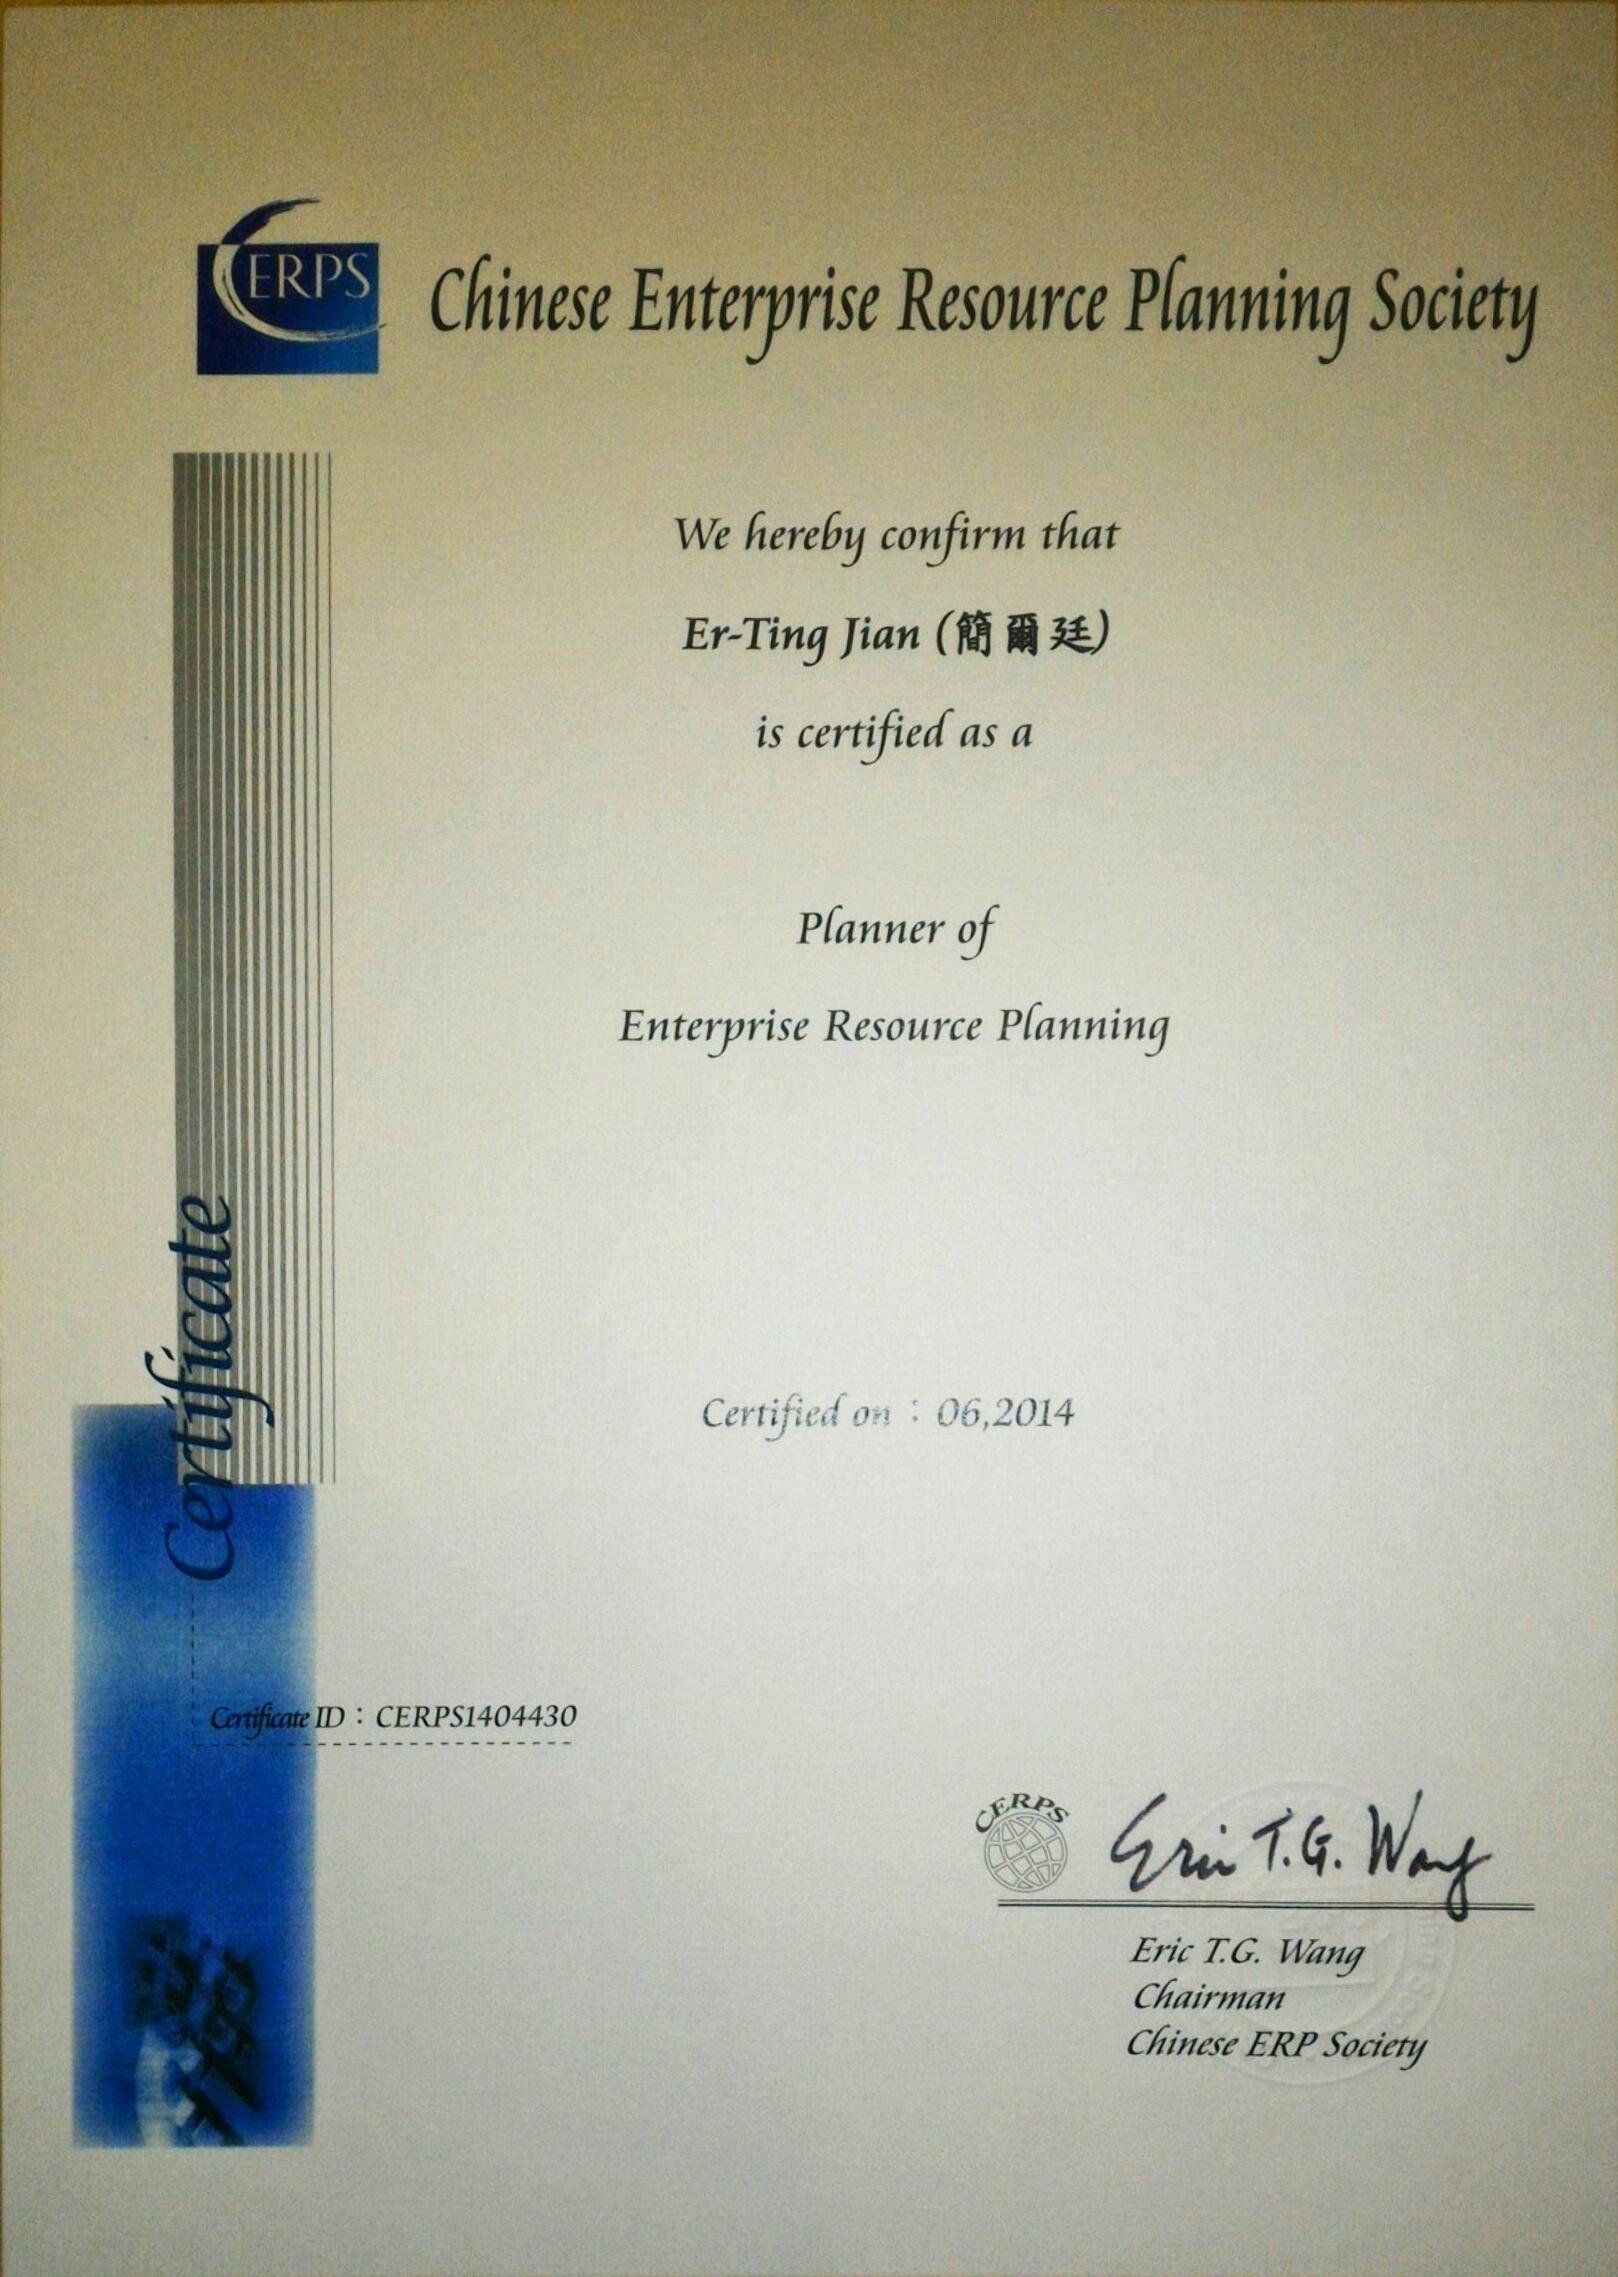 CERPS
Chinese Enterprise Resource Planning Society
We hereby confirm that
Er-Ting Jian (簡爾廷)
is certified as a
Planner of
Enterprise Resource Planning
Certificate
Certified on：06,2014
Certificate ID：CERPS1404430
CERPS
Eric T.G. Wang
Eric T.G. Wang
Chairman
Chinese ERP Society